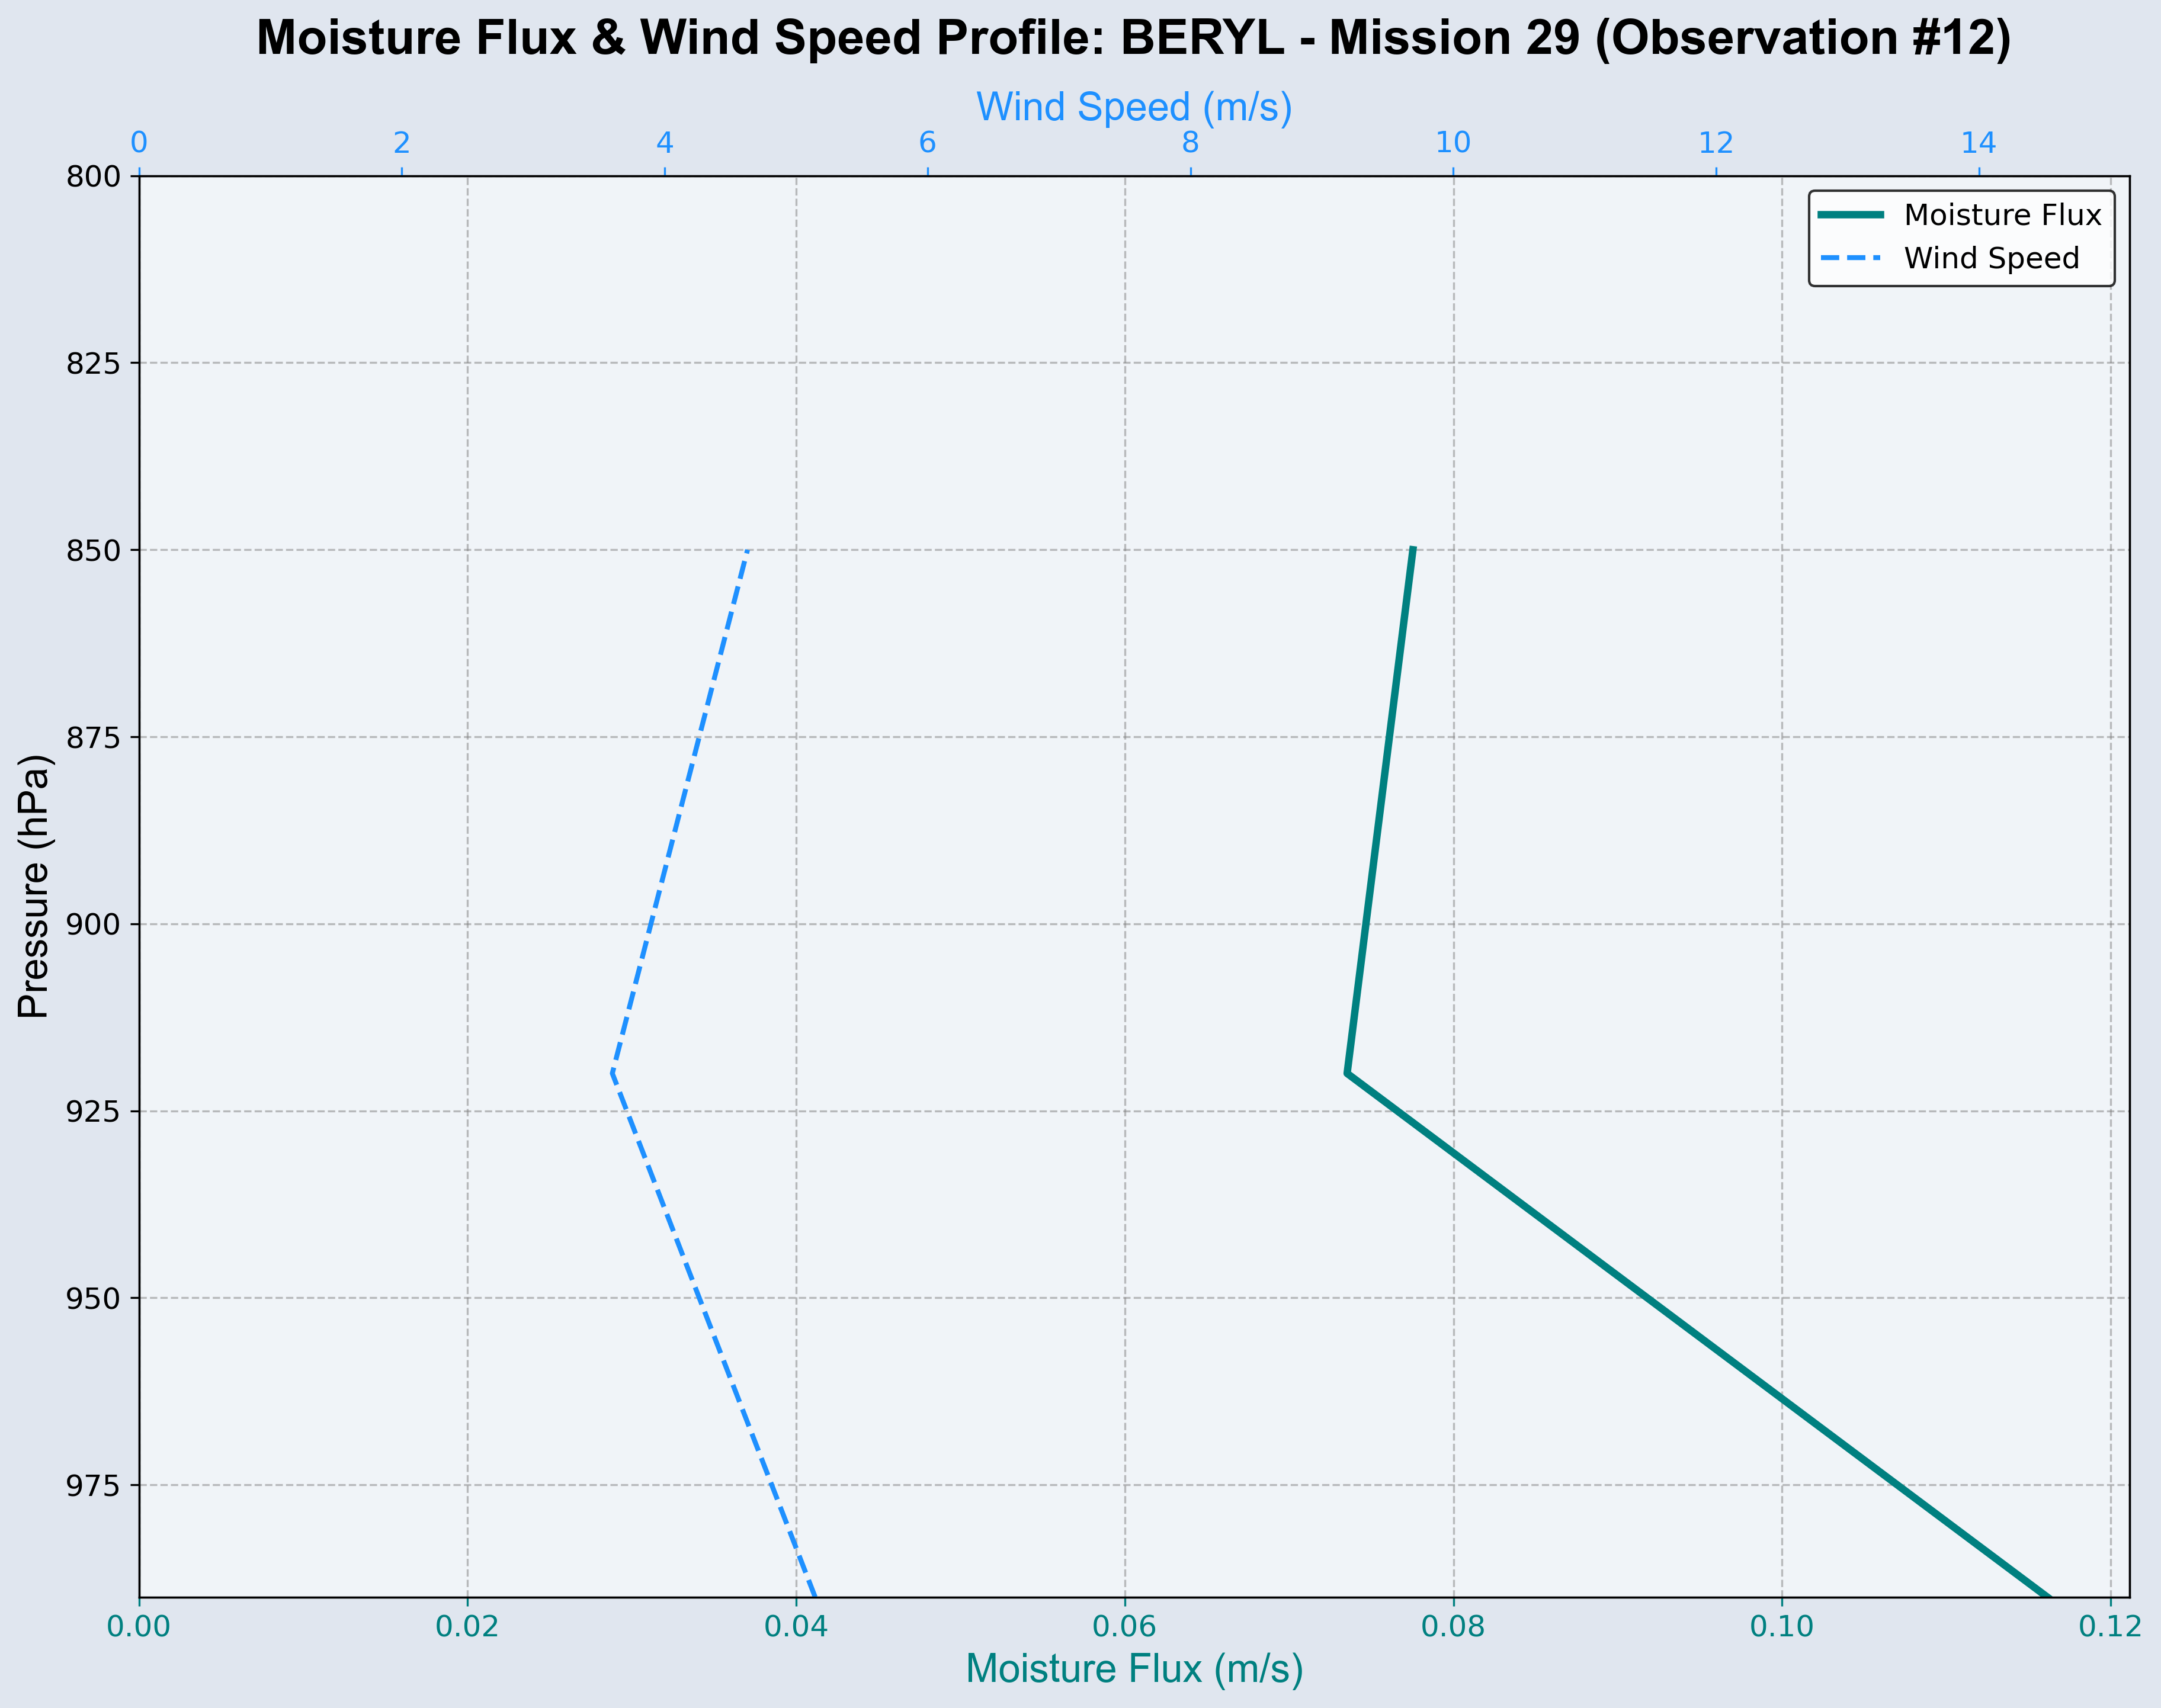 Moisture Flux & Wind Speed Profile: BERYL - Mission 29 (Observation #12)
Wind Speed (m/s)
0 2 4 6 8 10 12 14
Moisture Flux
Wind Speed
Pressure (hPa)
800
825
850
875
900
925
950
975
0.00 0.02 0.04 0.06 0.08 0.10 0.12
Moisture Flux (m/s)